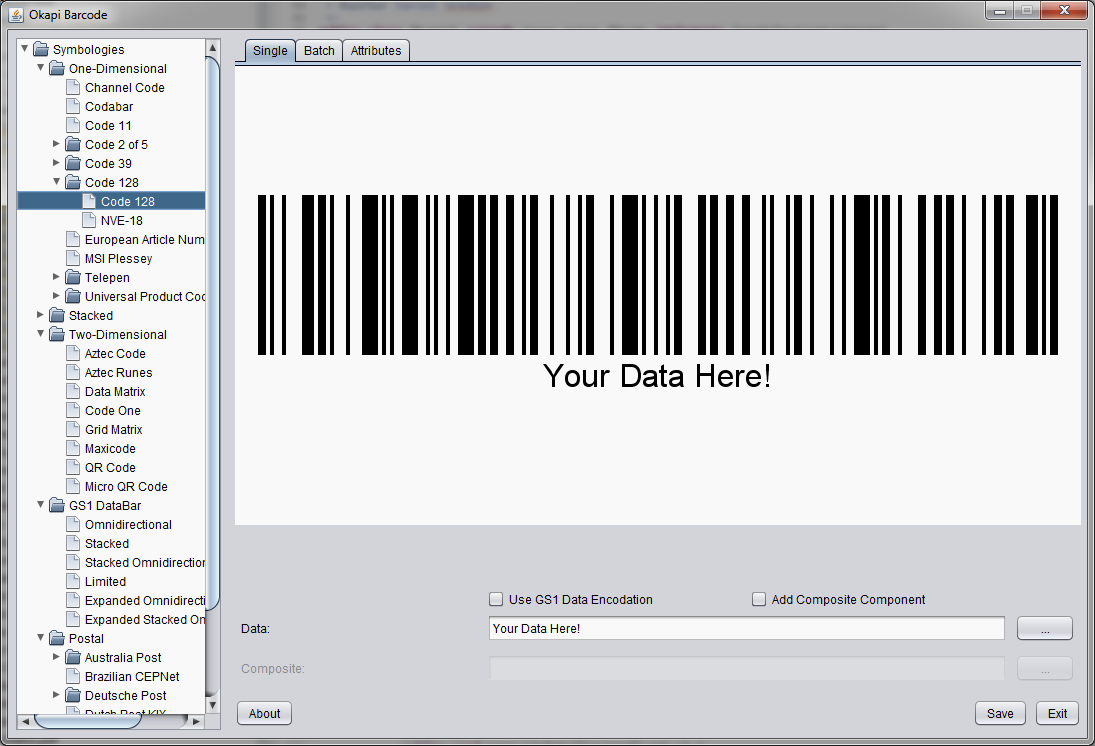 Okapi Barcode
Symbologies
One-Dimensional
Channel Code
Codabar
Code 11
Code 2 of 5
Code 39
Code 128
Code 128
NVE-18
European Article Num
MSI Plessey
Telepen
Universal Product Coc
Stacked
Two-Dimensional
Aztec Code
Aztec Runes
Data Matrix
Code One
Grid Matrix
Maxicode
QR Code
Micro QR Code
GS1 DataBar
Omnidirectional
Stacked
Stacked Omnidirection
Limited
Expanded Omnidirecti
Expanded Stacked On
Postal
Australia Post
Brazilian CEPNet
Deutsche Post
Dutch Post KIX
Single Batch Attributes
Your Data Here!
Use GS1 Data Encodation Add Composite Component
Data: Your Data Here! ...
Composite: ...
About Save Exit